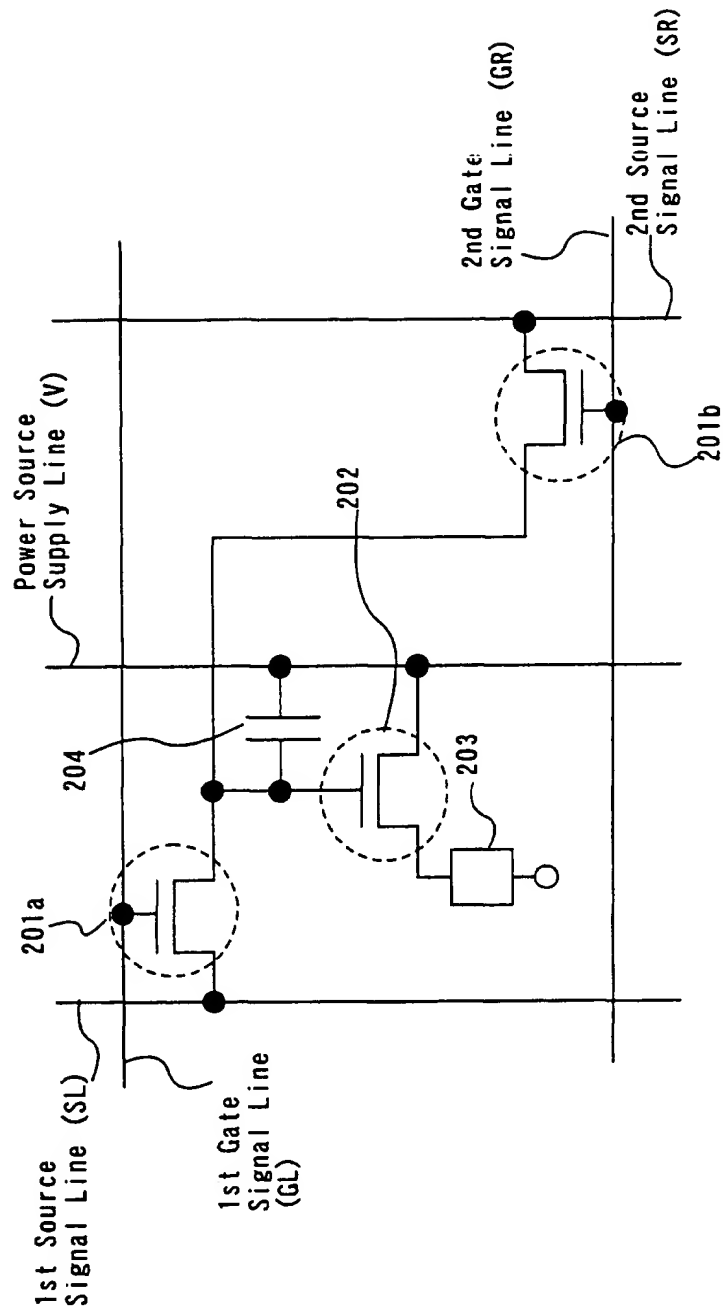 1st Source
Signal Line (SL)
1st Gate
Signal Line
(GL)
201a
204
Power Source
Supply Line (V)
202
203
2nd Gate
Signal Line (GR)
2nd Source
Signal Line (SR)
201b